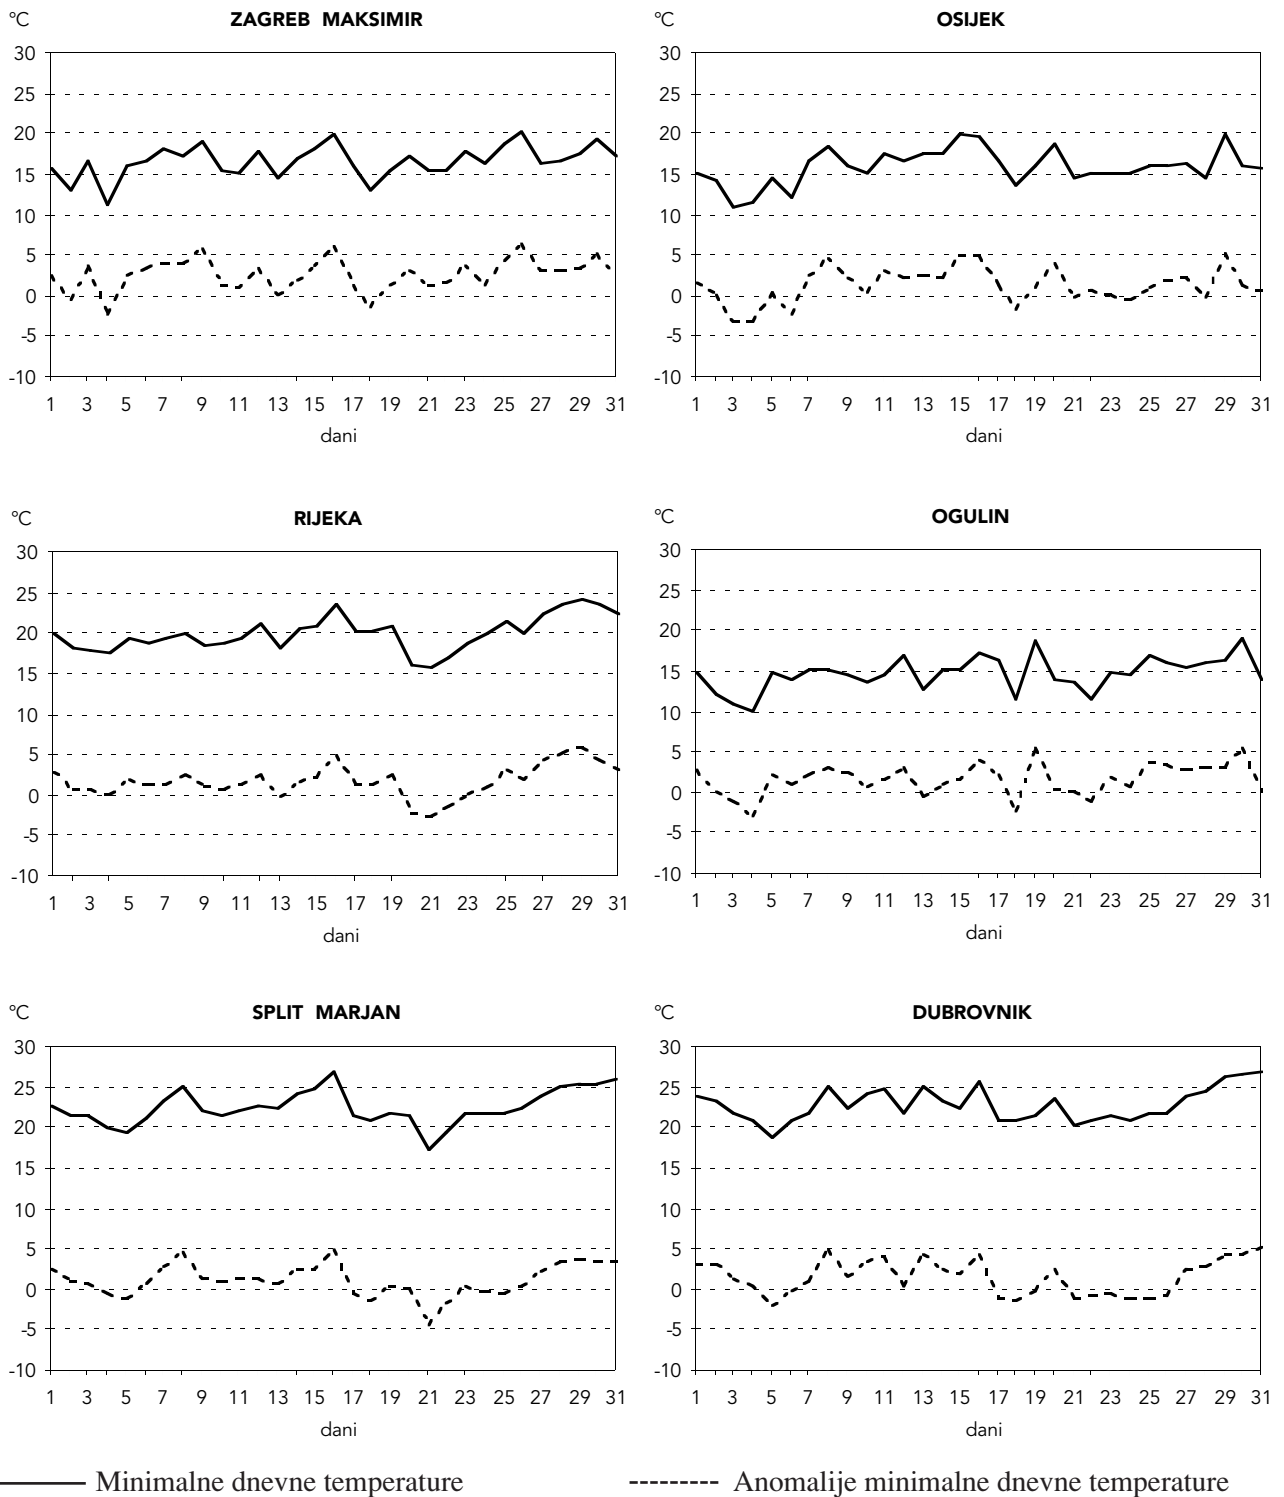 °C ZAGREB MAKSIMIR
30
25
20
15
10
5
0
-5
-10
1 3 5 7 9 11 13 15 17 19 21 23 25 27 29 31
dani
°C OSIJEK
30
25
20
15
10
5
0
-5
-10
1 3 5 7 9 11 13 15 17 19 21 23 25 27 29 31
dani
°C RIJEKA
30
25
20
15
10
5
0
-5
-10
1 3 5 7 9 11 13 15 17 19 21 23 25 27 29 31
dani
°C OGULIN
30
25
20
15
10
5
0
-5
-10
1 3 5 7 9 11 13 15 17 19 21 23 25 27 29 31
dani
°C SPLIT MARJAN
30
25
20
15
10
5
0
-5
-10
1 3 5 7 9 11 13 15 17 19 21 23 25 27 29 31
dani
°C DUBROVNIK
30
25
20
15
10
5
0
-5
-10
1 3 5 7 9 11 13 15 17 19 21 23 25 27 29 31
dani
Minimalne dnevne temperature
Anomalije minimalne dnevne temperature